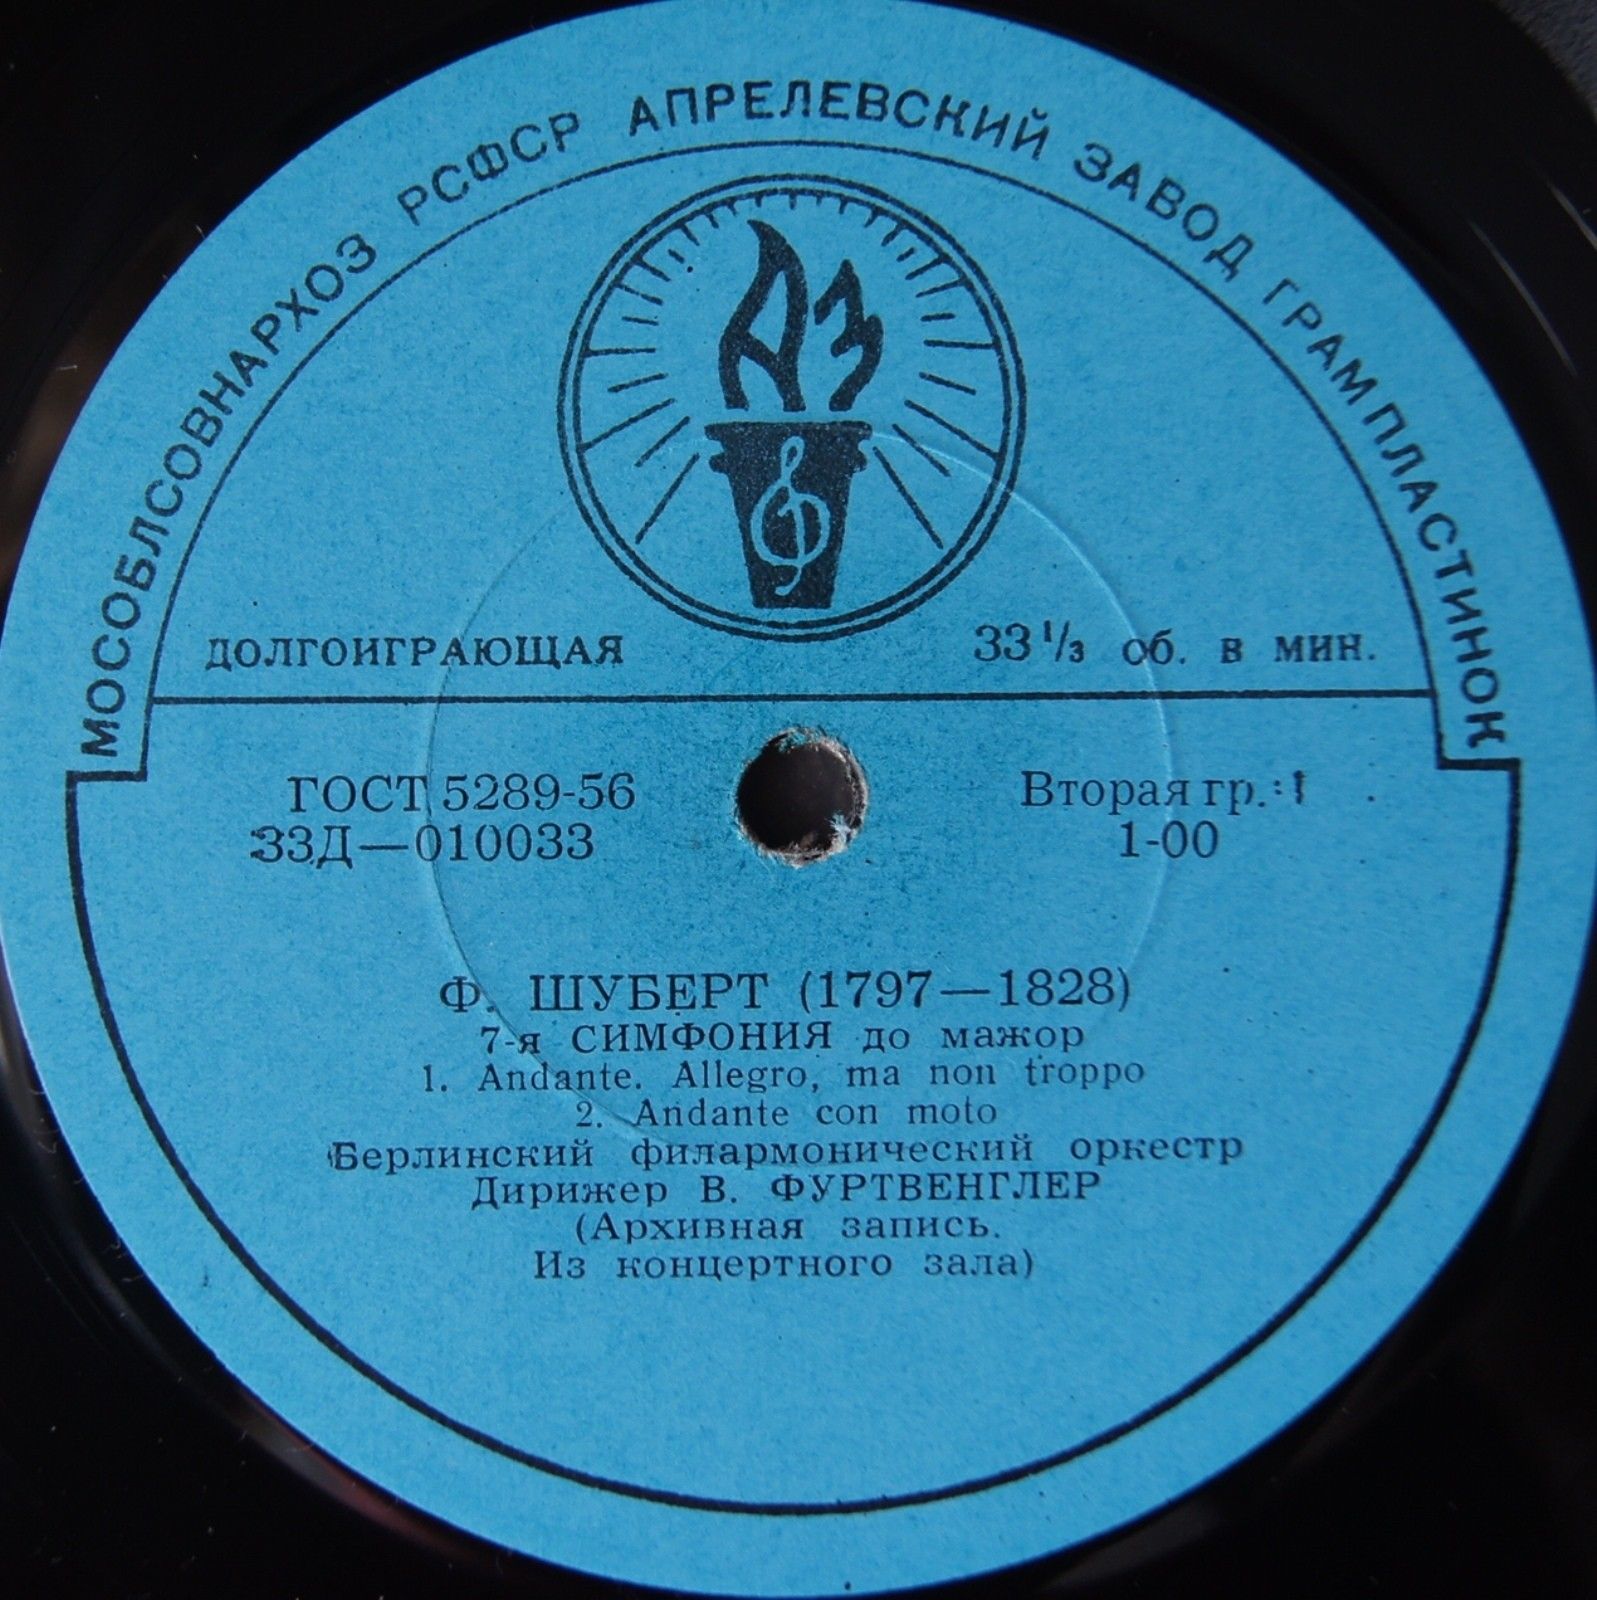 МОСОБЛСОВНАРХОЗ РСФСР АПРЕЛЕВСКИЙ ЗАВОД ГРАМПЛАСТИНОК
АЗ
ДОЛГОИГРАЮЩАЯ 33 1/3 об. в мин.
ГОСТ 5289-56 Вторая гр.
33Д—010033 1-00
Ф. ШУБЕРТ (1797—1828)
7-я СИМФОНИЯ до мажор
1. Andante. Allegro, ma non troppo
2. Andante con moto
Берлинский филармонический оркестр
Дирижер В. ФУРТВЕНГЛЕР
(Архивная запись.
Из концертного зала)